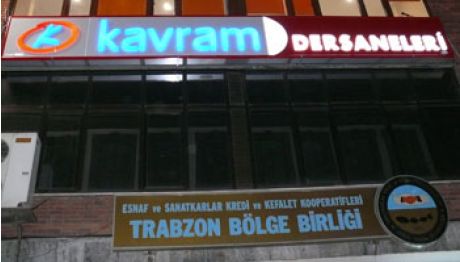 kavram DERSANELERİ
ESNAF ve SANATKARLAR KREDİ ve KEFALET KOOPERATİFLERİ
TRABZON BÖLGE BİRLİĞİ